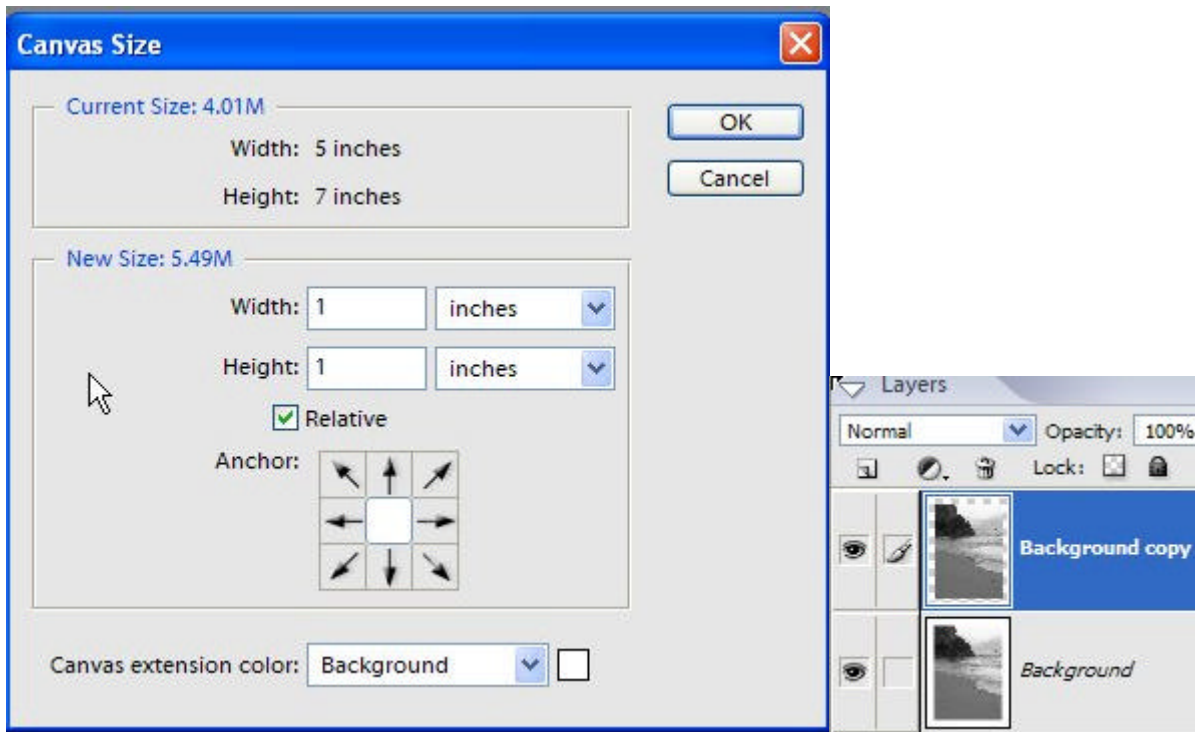 Canvas Size
Current Size: 4.01M
OK
Width: 5 inches
Cancel
Height: 7 inches
New Size: 5.49M
Width: 1 inches
Height: 1 inches
Relative
Anchor:
Canvas extension color: Background
Layers
Normal Opacity: 100%
Lock:
Background copy
Background